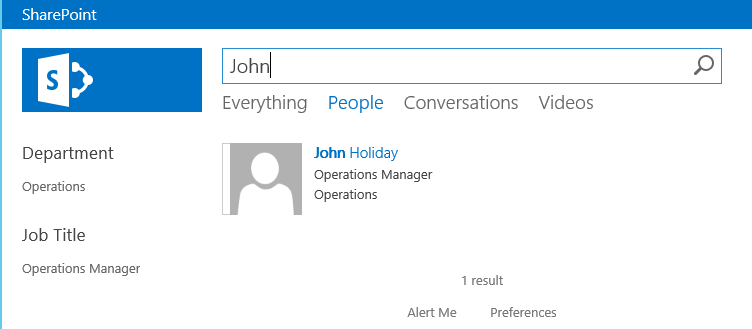 SharePoint
S
John
Everything People Conversations Videos
Department
Operations
Job Title
Operations Manager
John Holiday
Operations Manager
Operations
1 result
Alert Me Preferences